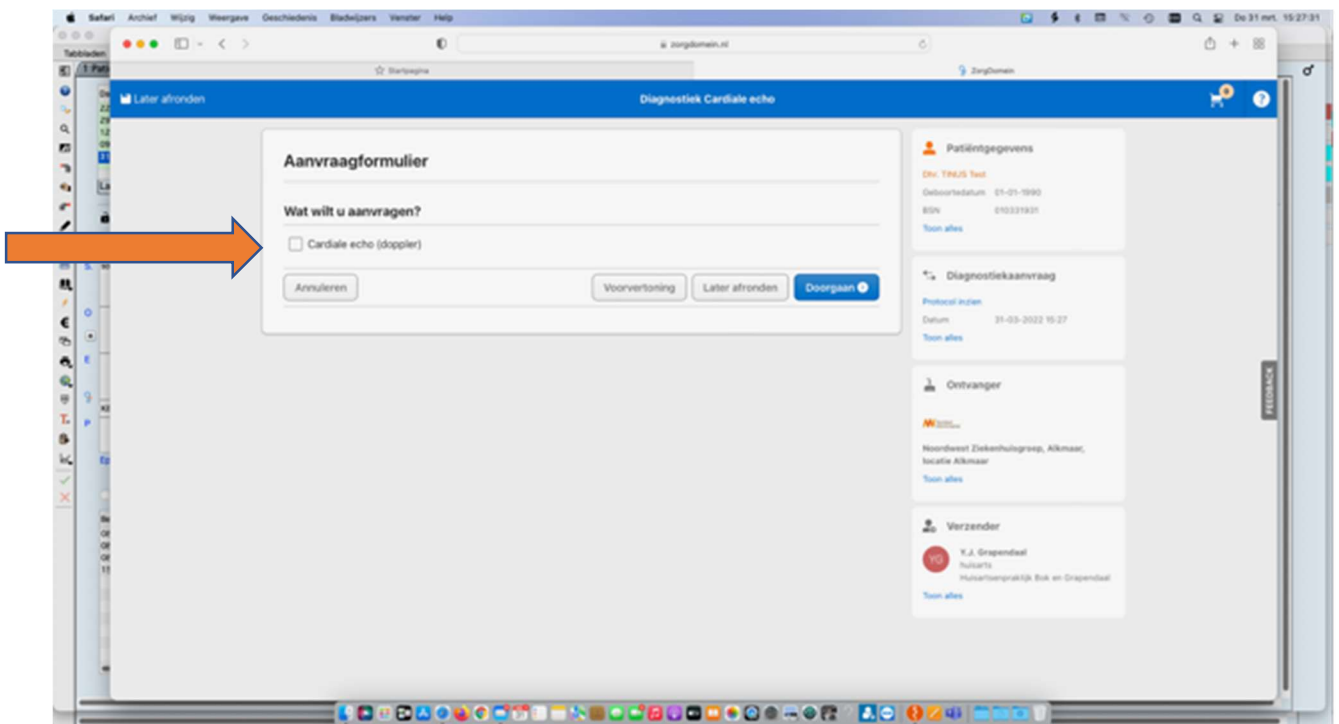 Safari Archief Wijzig Weergave Geschiedenis Bladwijzers Venster Help
Do 31 mrt. 15:27:31
zorgdomein.nl
Tabbladen
Startpagina
ZorgDomein
Later afronden
Diagnostiek Cardiale echo
Aanvraagformulier
Wat wilt u aanvragen?
Cardiale echo (doppler)
Annuleren
Voorvertoning
Later afronden
Doorgaan
Patiëntgegevens
Dhr. TINUS Test
Geboortedatum 01-01-1990
BSN 010331931
Toon alles
Diagnostiekaanvraag
Protocol inzien
Datum 31-03-2022 15:27
Toon alles
Ontvanger
Noordwest Ziekenhuisgroep, Alkmaar,
locatie Alkmaar
Toon alles
Verzender
YG
Y.J. Grapendaal
huisarts
Huisartsenpraktijk Bok en Grapendaal
Toon alles
FEEDBACK